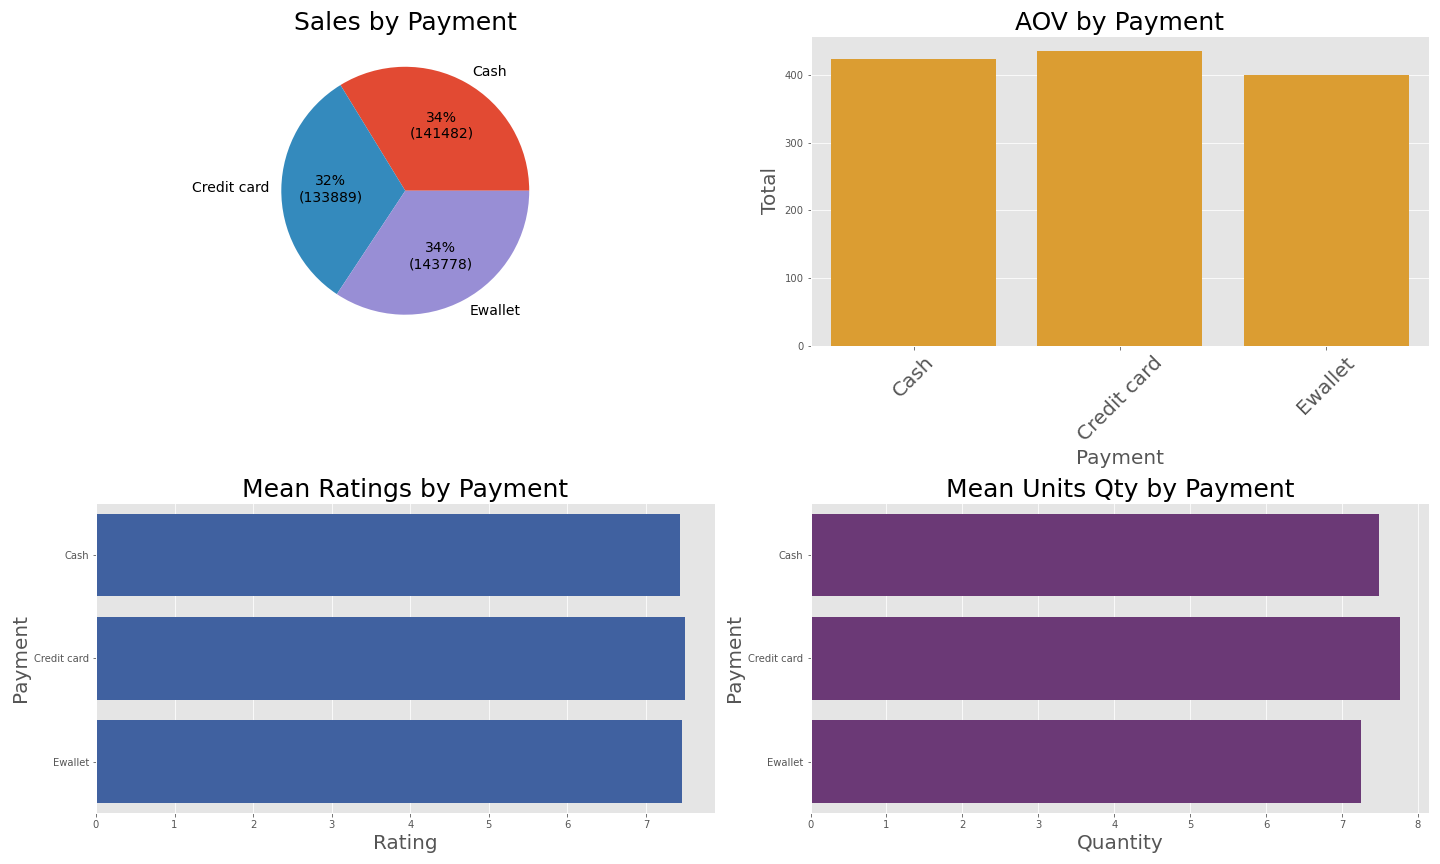 Sales by Payment
Cash
34%
(141482)
Credit card
32%
(133889)
34%
(143778)
Ewallet
AOV by Payment
Total
400
300
200
100
0
Cash
Credit card
Ewallet
Payment
Mean Ratings by Payment
Payment
Cash
Credit card
Ewallet
0 1 2 3 4 5 6 7
Rating
Mean Units Qty by Payment
Payment
Cash
Credit card
Ewallet
0 1 2 3 4 5 6 7 8
Quantity